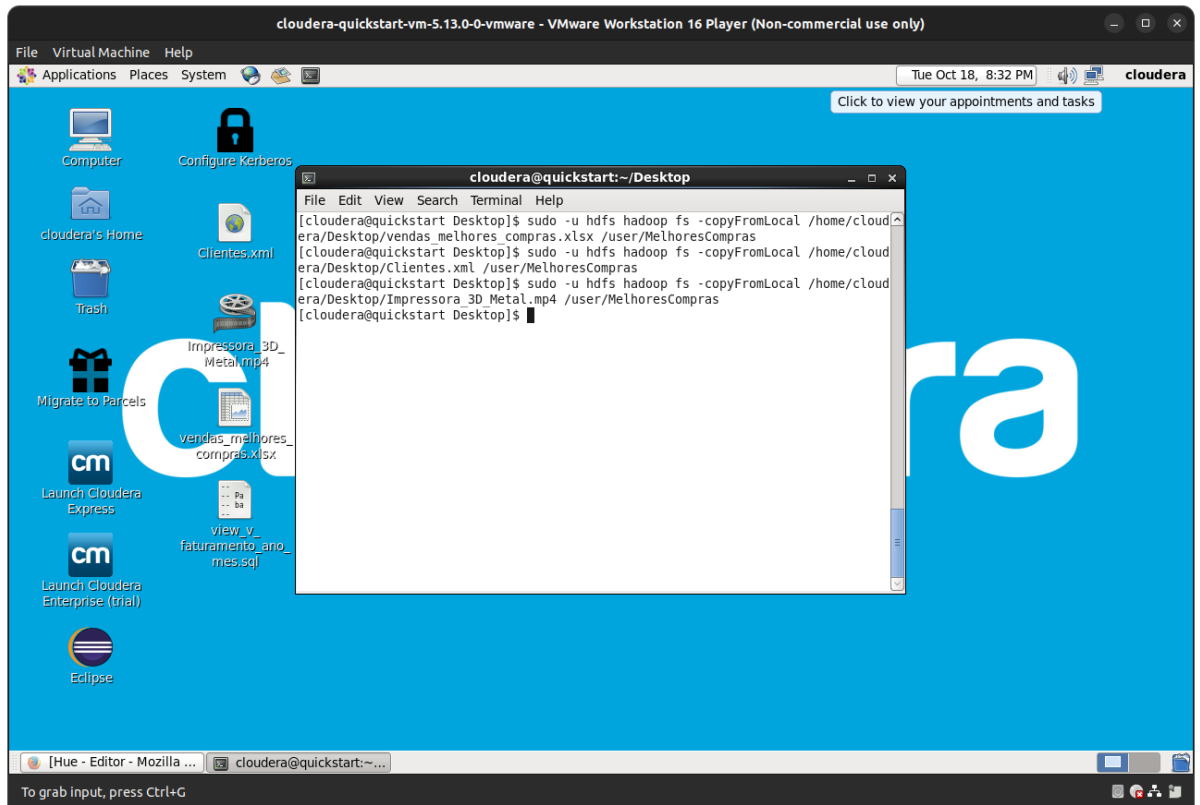 cloudera-quickstart-vm-5.13.0-0-vmware - VMware Workstation 16 Player (Non-commercial use only)
File Virtual Machine Help
Applications Places System
Tue Oct 18, 8:32 PM
cloudera
Click to view your appointments and tasks
Computer
Configure Kerberos
cloudera's Home
Clientes.xml
Trash
Impressora_3D_
Metal.mp4
Migrate to Parcels
vendas_melhores_
compras.xlsx
cm
Launch Cloudera
Express
-- Pa
-- ba
--
view_v_
faturamento_ano_
mes.sql
cm
Launch Cloudera
Enterprise (trial)
Eclipse
cloudera@quickstart:~/Desktop
File Edit View Search Terminal Help
[cloudera@quickstart Desktop]$ sudo -u hdfs hadoop fs -copyFromLocal /home/cloud
era/Desktop/vendas_melhores_compras.xlsx /user/MelhoresCompras
[cloudera@quickstart Desktop]$ sudo -u hdfs hadoop fs -copyFromLocal /home/cloud
era/Desktop/Clientes.xml /user/MelhoresCompras
[cloudera@quickstart Desktop]$ sudo -u hdfs hadoop fs -copyFromLocal /home/cloud
era/Desktop/Impressora_3D_Metal.mp4 /user/MelhoresCompras
[cloudera@quickstart Desktop]$
[Hue - Editor - Mozilla ...
cloudera@quickstart:~...
To grab input, press Ctrl+G